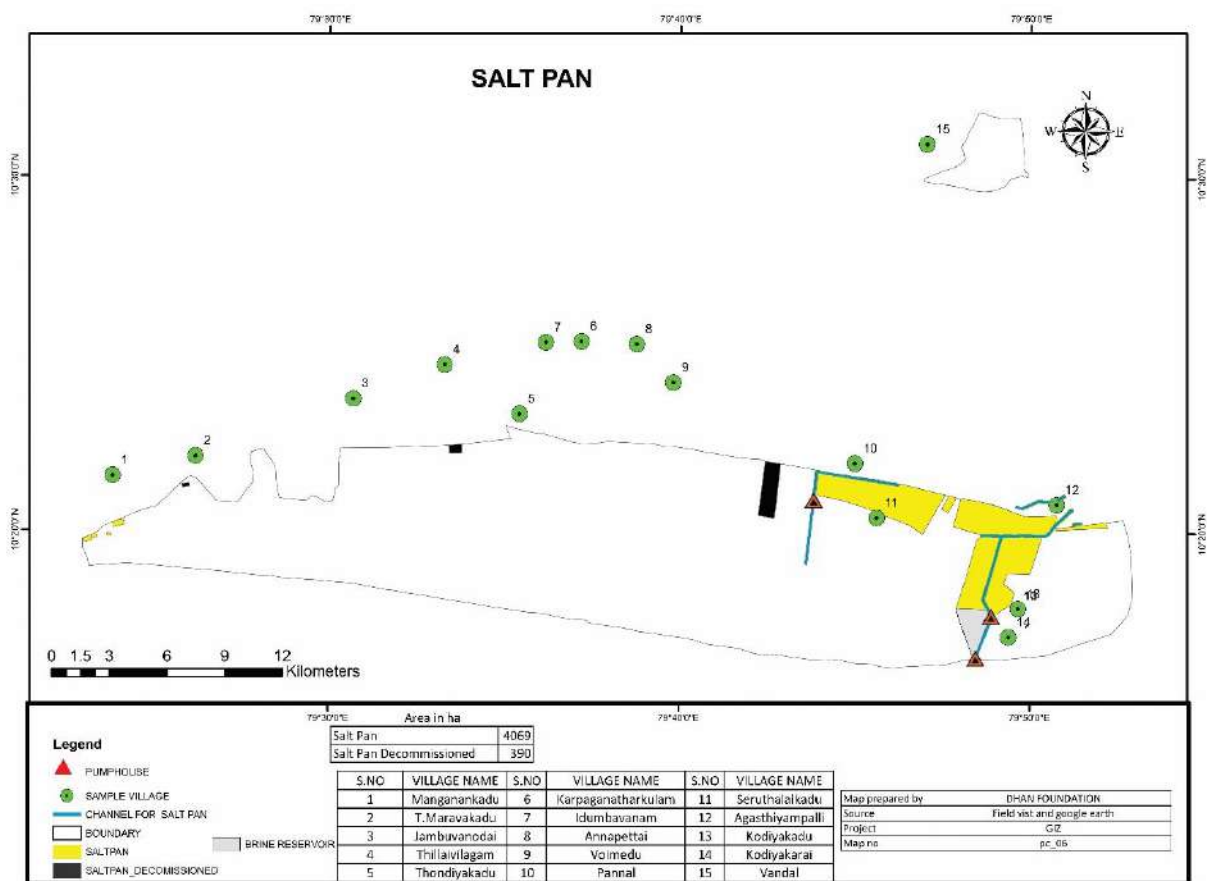 79°30'0"E 79°40'0"E 79°50'0"E
SALT PAN
N
W E
S
15
10°30'0"N 10°30'0"N
7 6 8
4
9
3
5
2
1
10
12
11
10°20'0"N 10°20'0"N
14
0 1.5 3 6 9 12
Kilometers
79°30'0"E 79°40'0"E 79°50'0"E
Area in ha
Salt Pan 4069
Salt Pan Decommissioned 390
Legend
PUMPHOUSE
SAMPLE VILLAGE
CHANNEL FOR SALT PAN
BOUNDARY
BRINE RESERVOIR
SALTPAN
SALTPAN_DECOMISSIONED
S.NO VILLAGE NAME S.NO VILLAGE NAME S.NO VILLAGE NAME
1 Manganankadu 6 Karpaganatharkulam 11 Seruthalaikadu
2 T.Maravakadu 7 Idumbavanam 12 Agasthiyampalli
3 Jambuvanodai 8 Annapettai 13 Kodiyakadu
4 Thillaivilagam 9 Voimedu 14 Kodiyakarai
5 Thondiyakadu 10 Pannal 15 Vandal
Map prepared by DHAN FOUNDATION
Source Field vist and google earth
Project GIZ
Map no pc_06